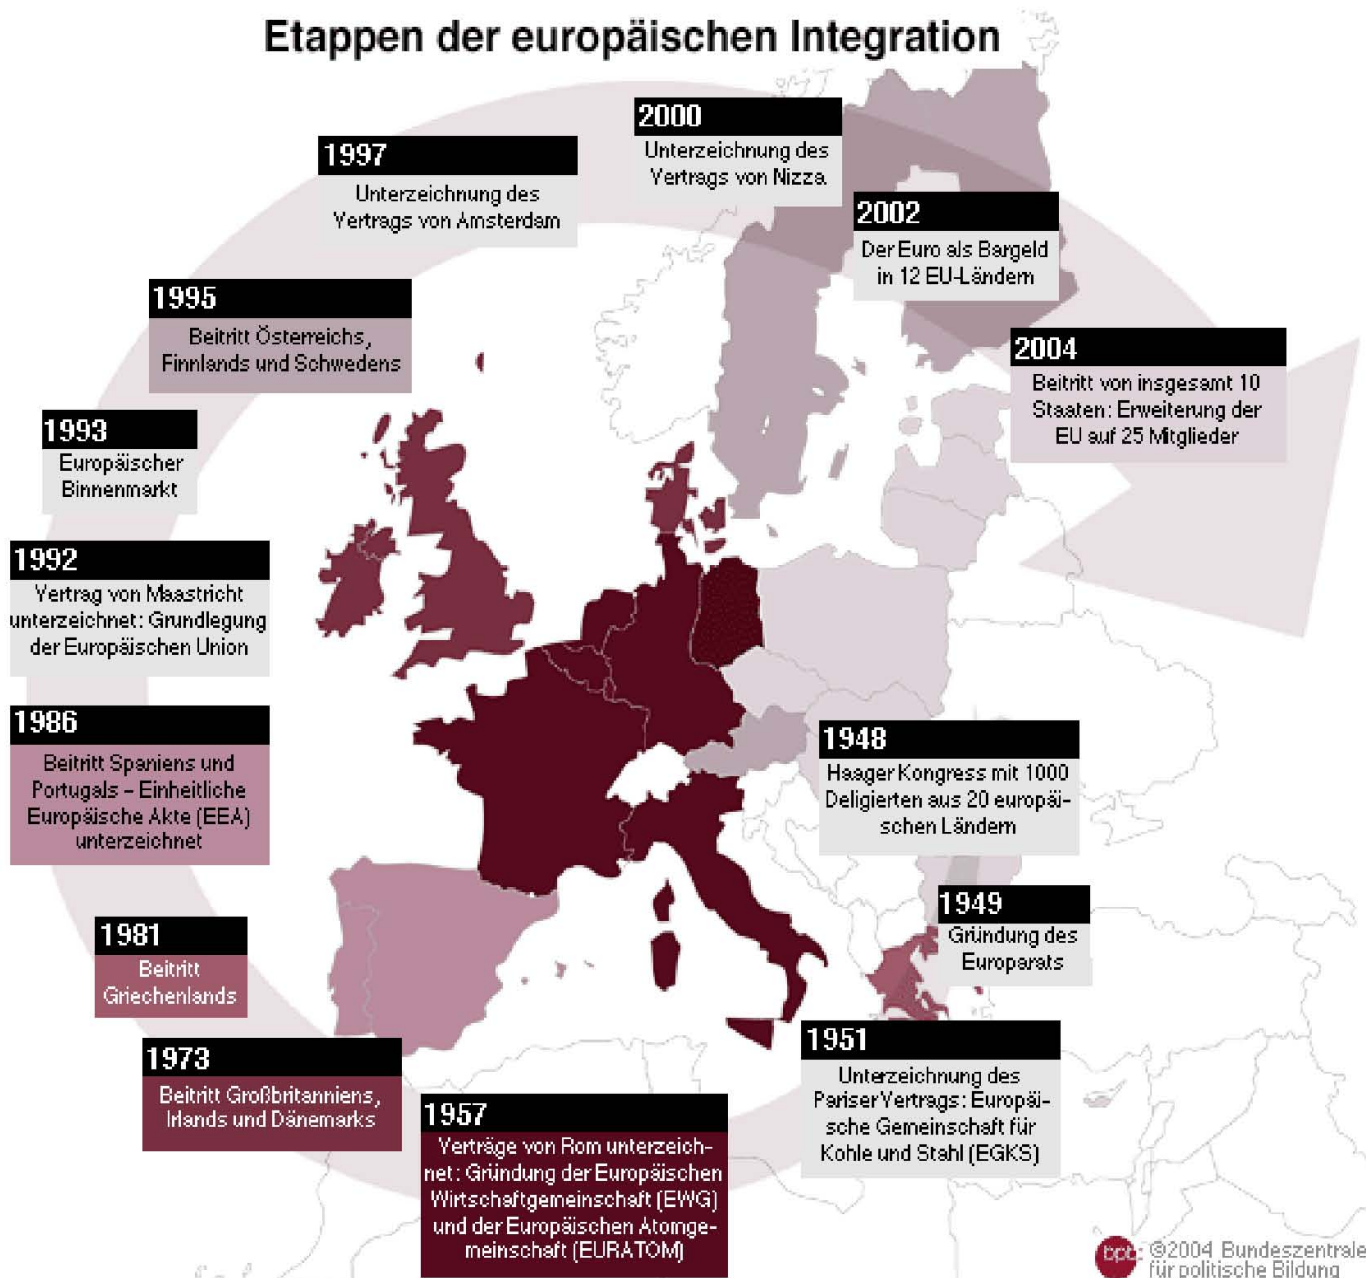 Etappen der europäischen Integration
1948
Haager Kongress mit 1000
Deligierten aus 20 europäi-
schen Ländern
1949
Gründung des
Europarats
1951
Unterzeichnung des
Pariser Vertrags: Europäi-
sche Gemeinschaft für
Kohle und Stahl (EGKS)
1957
Verträge von Rom unterzeich-
net: Gründung der Europäischen
Wirtschaftgemeinschaft (EWG)
und der Europäischen Atomge-
meinschaft (EURATOM)
1973
Beitritt Großbritanniens,
Irlands und Dänemarks
1981
Beitritt
Griechenlands
1986
Beitritt Spaniens und
Portugals – Einheitliche
Europäische Akte (EEA)
unterzeichnet
1992
Vertrag von Maastricht
unterzeichnet: Grundlegung
der Europäischen Union
1993
Europäischer
Binnenmarkt
1995
Beitritt Österreichs,
Finnlands und Schwedens
1997
Unterzeichnung des
Vertrags von Amsterdam
2000
Unterzeichnung des
Vertrags von Nizza
2002
Der Euro als Bargeld
in 12 EU-Ländern
2004
Beitritt von insgesamt 10
Staaten: Erweiterung der
EU auf 25 Mitglieder
bpb: ©2004 Bundeszentrale
für politische Bildung